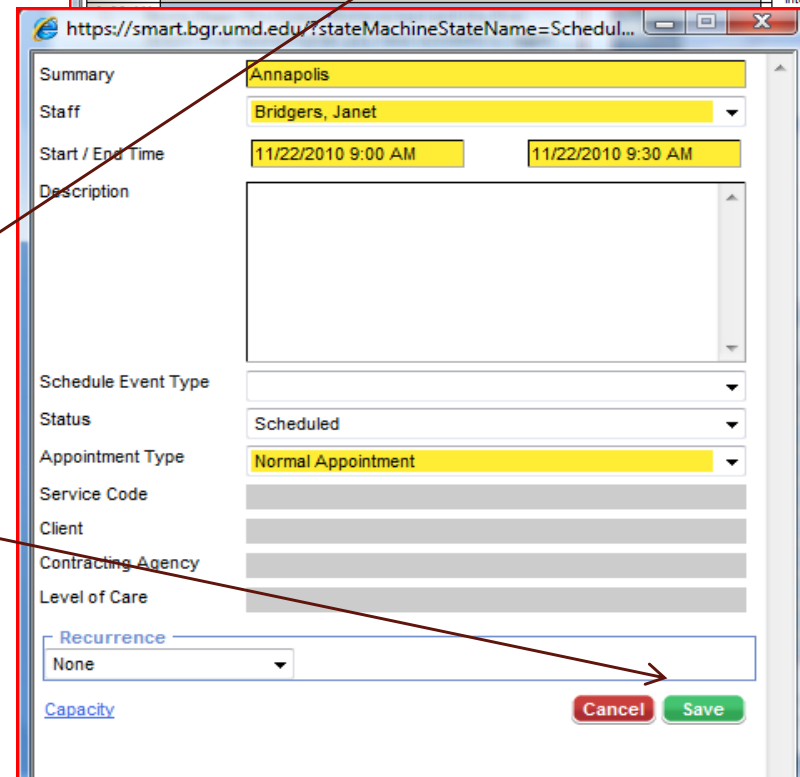 https://smart.bgr.umd.edu/?stateMachineStateName=Schedul...
Summary Annapolis
Staff Bridgers, Janet
Start / End Time 11/22/2010 9:00 AM 11/22/2010 9:30 AM
Description
Schedule Event Type
Status Scheduled
Appointment Type Normal Appointment
Service Code
Client
Contracting Agency
Level of Care
Recurrence
None
Capacity Cancel Save